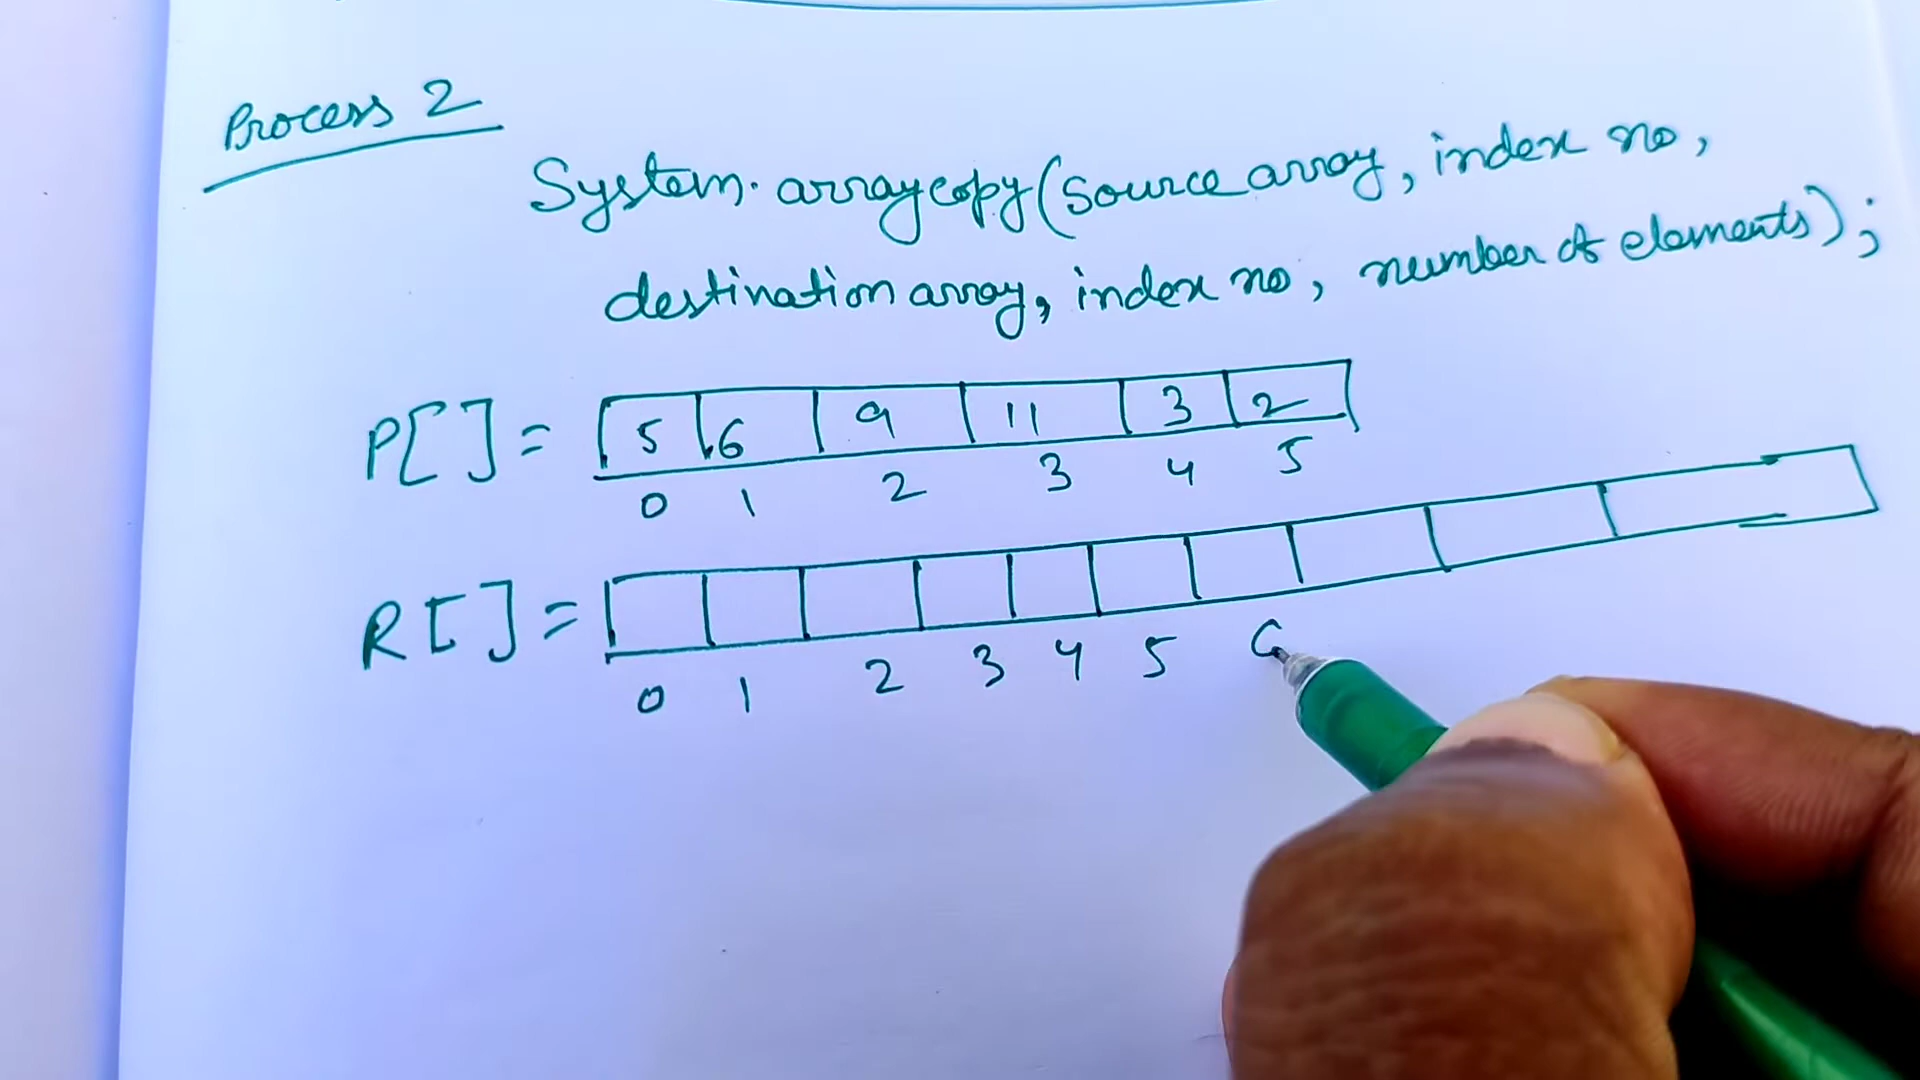 Process 2
System.arraycopy(source array, index no,
destination array, index no, number of elements);
P[ ] = 5 6 9 11 3 2
0 1 2 3 4 5
R[ ] =
0 1 2 3 4 5 6